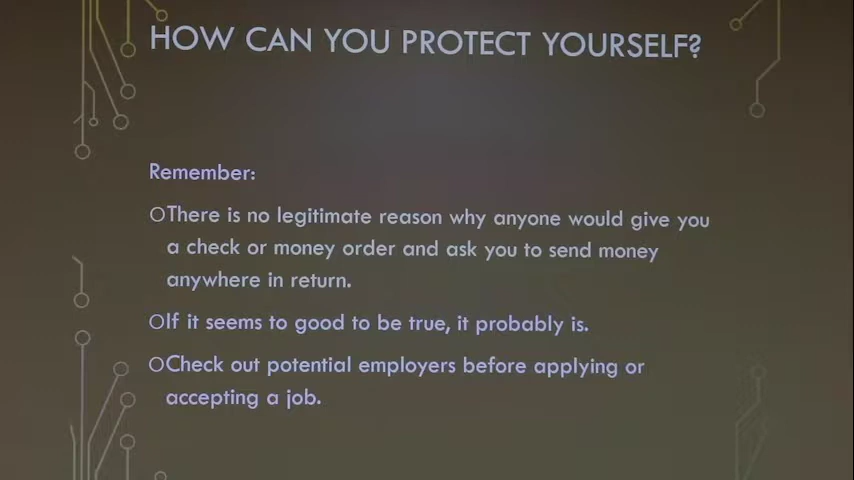 HOW CAN YOU PROTECT YOURSELF?
Remember:
There is no legitimate reason why anyone would give you
a check or money order and ask you to send money
anywhere in return.
If it seems to good to be true, it probably is.
Check out potential employers before applying or
accepting a job.